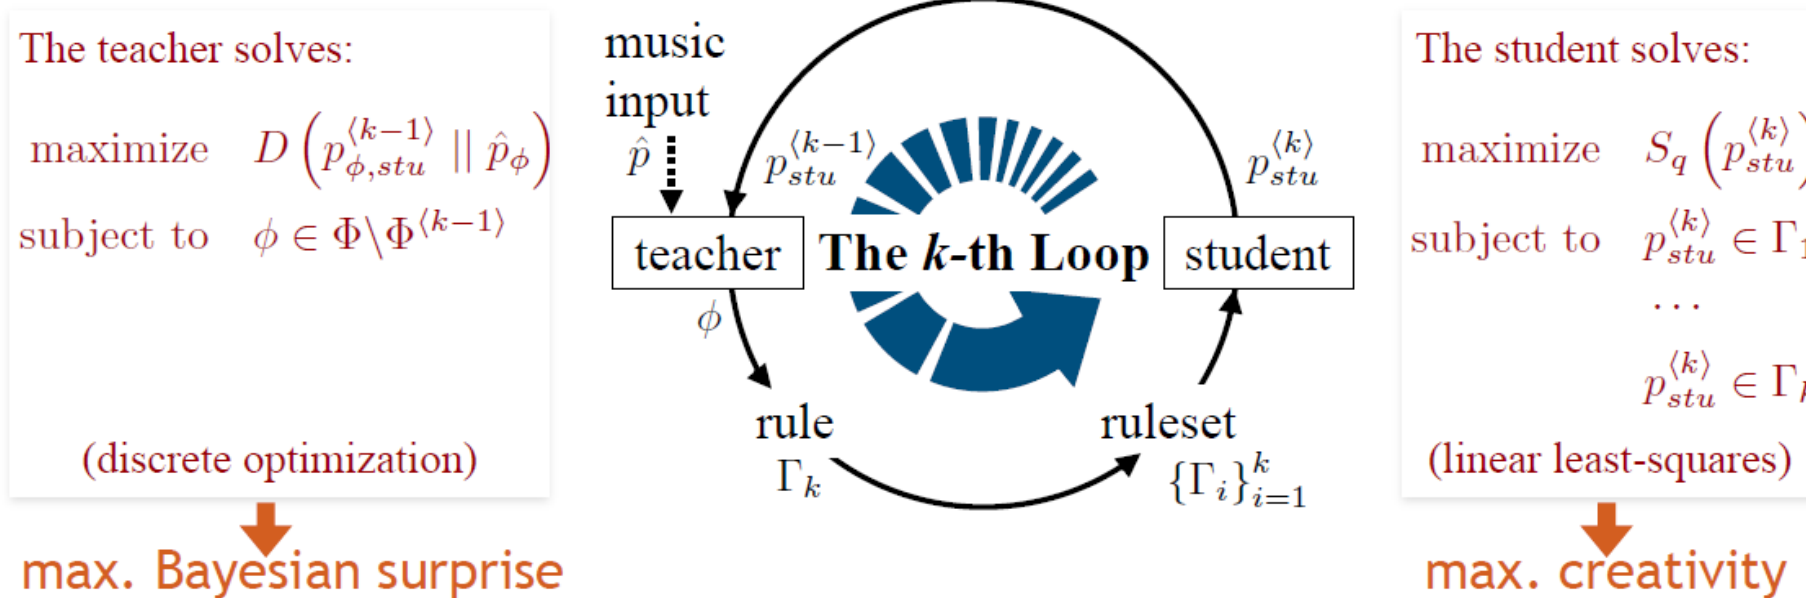 The teacher solves:
maximize D(p_{φ,stu}^{⟨k−1⟩} || p̂_φ)
subject to φ ∈ Φ\Φ^{⟨k−1⟩}
(discrete optimization)
max. Bayesian surprise
music
input
p̂
p_{stu}^{⟨k−1⟩}
p_{stu}^{⟨k⟩}
teacher
The k-th Loop
student
φ
rule
Γ_k
ruleset
{Γ_i}_{i=1}^{k}
The student solves:
maximize S_q(p_{stu}^{⟨k⟩})
subject to p_{stu}^{⟨k⟩} ∈ Γ_1
...
p_{stu}^{⟨k⟩} ∈ Γ
(linear least-squares)
max. creativity